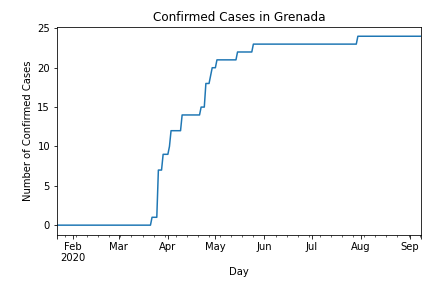 Confirmed Cases in Grenada
Number of Confirmed Cases
25
20
15
10
5
0
Feb Mar Apr May Jun Jul Aug Sep
2020
Day